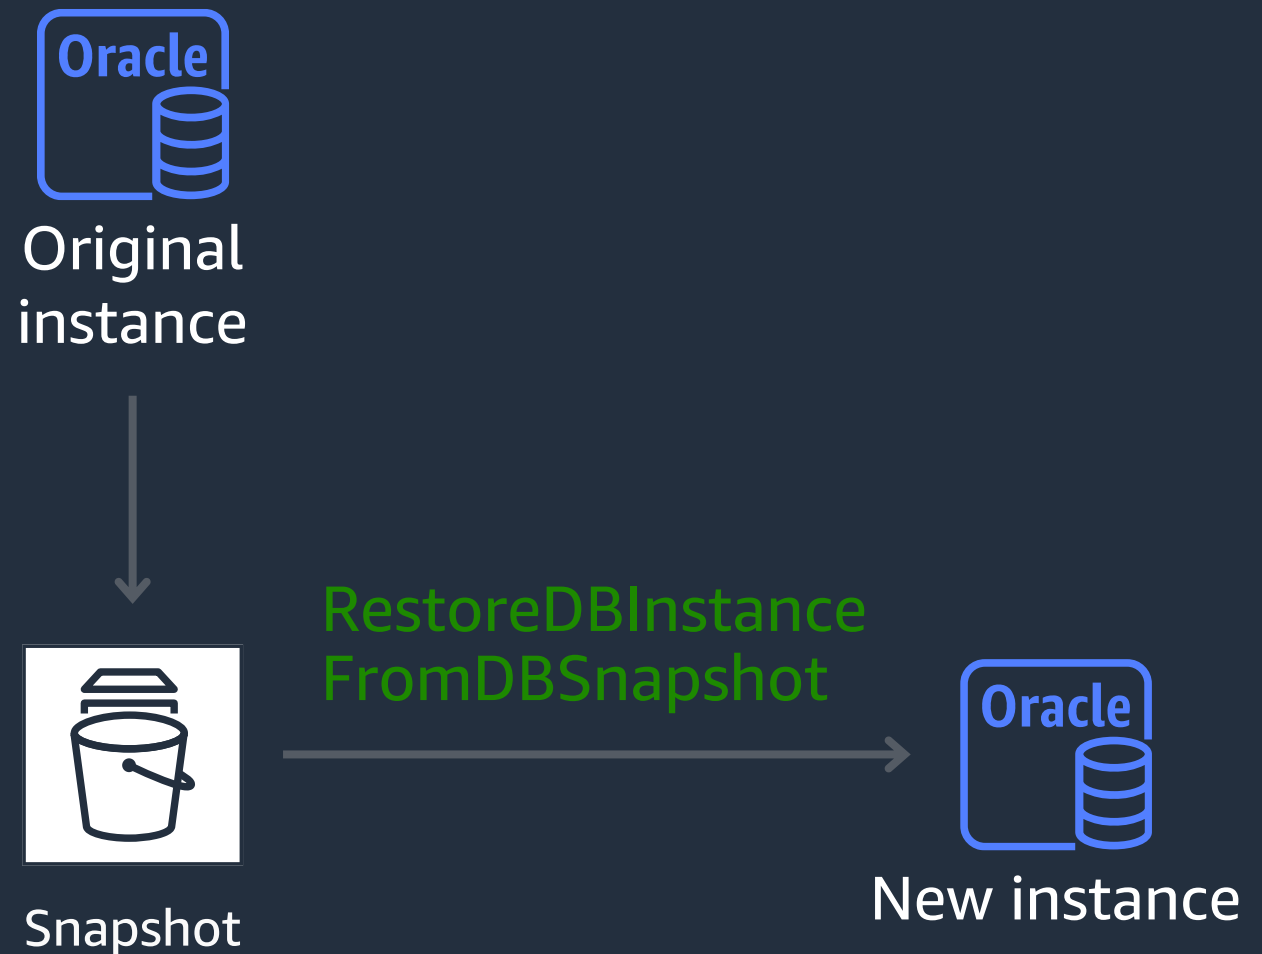 Oracle
Original
instance
RestoreDBInstance
FromDBSnapshot
Oracle
New instance
Snapshot